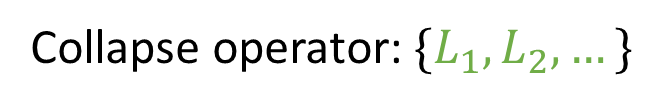 Collapse operator: {L₁, L₂, … }